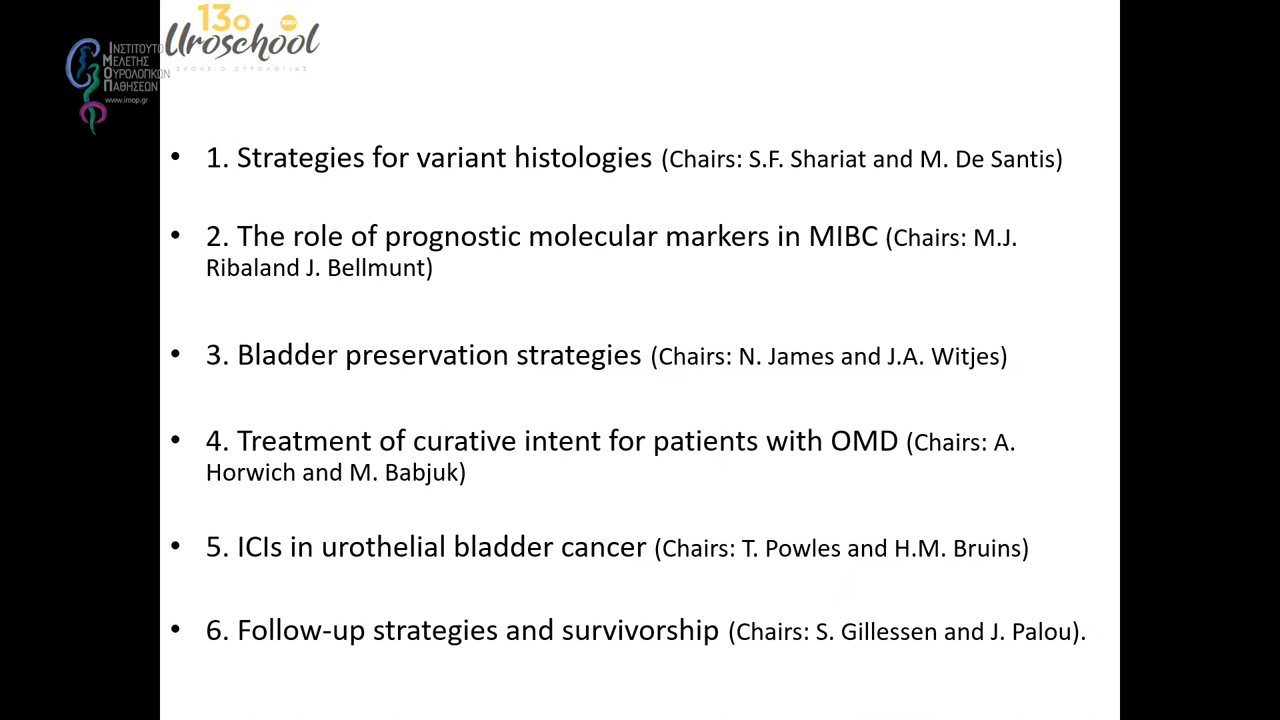 13ο
Uroschool
ΣΧΟΛΕΙΟ ΟΥΡΟΛΟΓΙΑΣ
ΙΝΣΤΙΤΟΥΤΟ
ΜΕΛΕΤΗΣ
ΟΥΡΟΛΟΓΙΚΩΝ
ΠΑΘΗΣΕΩΝ
www.imop.gr
• 1. Strategies for variant histologies (Chairs: S.F. Shariat and M. De Santis)
• 2. The role of prognostic molecular markers in MIBC (Chairs: M.J.
Ribaland J. Bellmunt)
• 3. Bladder preservation strategies (Chairs: N. James and J.A. Witjes)
• 4. Treatment of curative intent for patients with OMD (Chairs: A.
Horwich and M. Babjuk)
• 5. ICIs in urothelial bladder cancer (Chairs: T. Powles and H.M. Bruins)
• 6. Follow-up strategies and survivorship (Chairs: S. Gillessen and J. Palou).